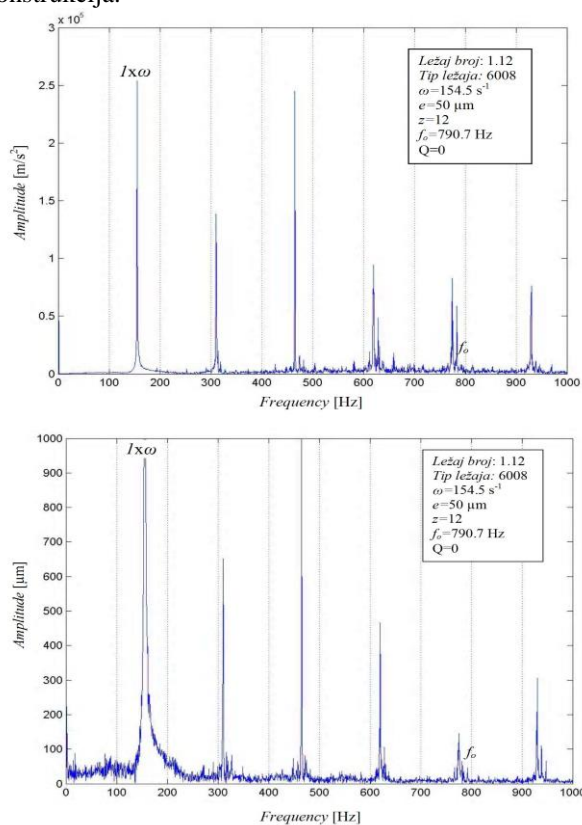 onstrukcija.
x 10⁵
3
2.5
2
1.5
1
0.5
0
Amplitude [m/s²]
1xω
Ležaj broj: 1.12
Tip ležaja: 6008
ω=154.5 s⁻¹
e=50 µm
z=12
fₒ=790.7 Hz
Q=0
fₒ
0 100 200 300 400 500 600 700 800 900 1000
Frequency [Hz]
1000
900
800
700
600
500
400
300
200
100
0
Amplitude [µm]
1xω
Ležaj broj: 1.12
Tip ležaja: 6008
ω=154.5 s⁻¹
e=50 µm
z=12
fₒ=790.7 Hz
Q=0
fₒ
0 100 200 300 400 500 600 700 800 900 1000
Frequency [Hz]